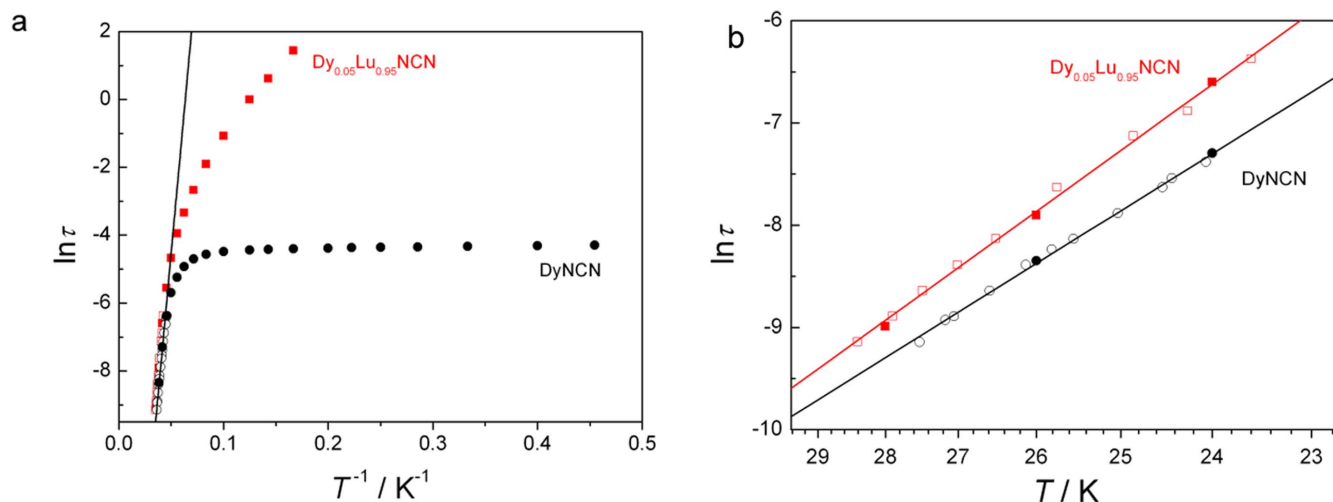 a
2
0
-2
-4
-6
-8
ln τ
Dy0.05Lu0.95NCN
DyNCN
0.0 0.1 0.2 0.3 0.4 0.5
T-1 / K-1
b
-6
-7
-8
-9
-10
ln τ
Dy0.05Lu0.95NCN
DyNCN
29 28 27 26 25 24 23
T / K